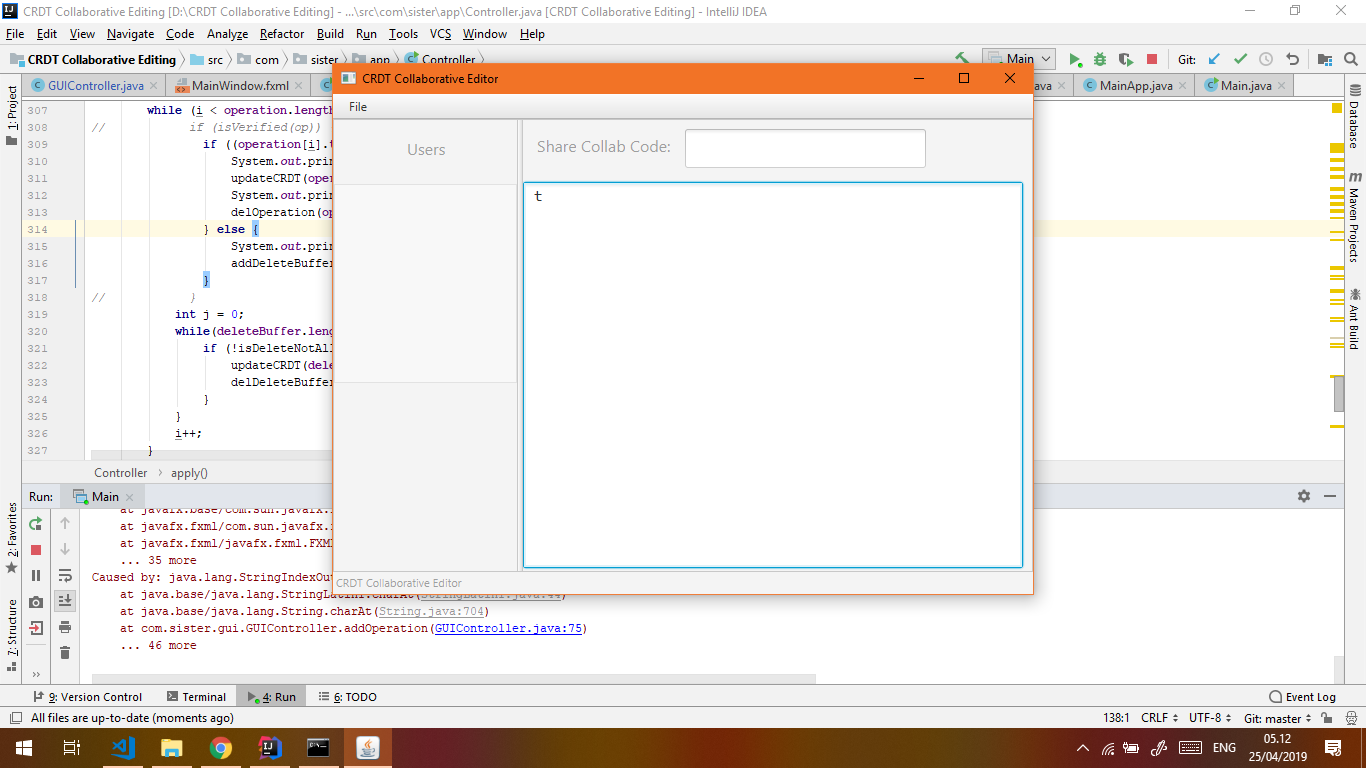 CRDT Collaborative Editing [D:\CRDT Collaborative Editing] - ...\src\com\sister\app\Controller.java [CRDT Collaborative Editing] - IntelliJ IDEA
File Edit View Navigate Code Analyze Refactor Build Run Tools VCS Window Help
CRDT Collaborative Editing src com sister app Controller Main Git:
GUIController.java MainWindow.fxml ava MainApp.java Main.java
CRDT Collaborative Editor
File
Users
Share Collab Code:
t
CRDT Collaborative Editor
1: Project
2: Favorites
7: Structure
Database
Maven Projects
Ant Build
307 while (i < operation.length
308 // if (isVerified(op))
309 if ((operation[i].t
310 System.out.prin
311 updateCRDT(oper
312 System.out.prin
313 delOperation(op
314 } else {
315 System.out.prin
316 addDeleteBuffer
317 }
318 // }
319 int j = 0;
320 while(deleteBuffer.leng
321 if (!isDeleteNotAll
322 updateCRDT(dele
323 delDeleteBuffer
324 }
325 }
326 i++;
327 }
Controller apply()
Run: Main
at javafx.base/com.sun.javafx.
at javafx.fxml/com.sun.javafx.
at javafx.fxml/javafx.fxml.FXML
... 35 more
Caused by: java.lang.StringIndexOut
at java.base/java.lang.StringLatin1.charAt(StringLatin1.java:44)
at java.base/java.lang.String.charAt(String.java:704)
at com.sister.gui.GUIController.addOperation(GUIController.java:75)
... 46 more
9: Version Control Terminal 4: Run 6: TODO Event Log
All files are up-to-date (moments ago) 138:1 CRLF UTF-8 Git: master
ENG 05.12
25/04/2019